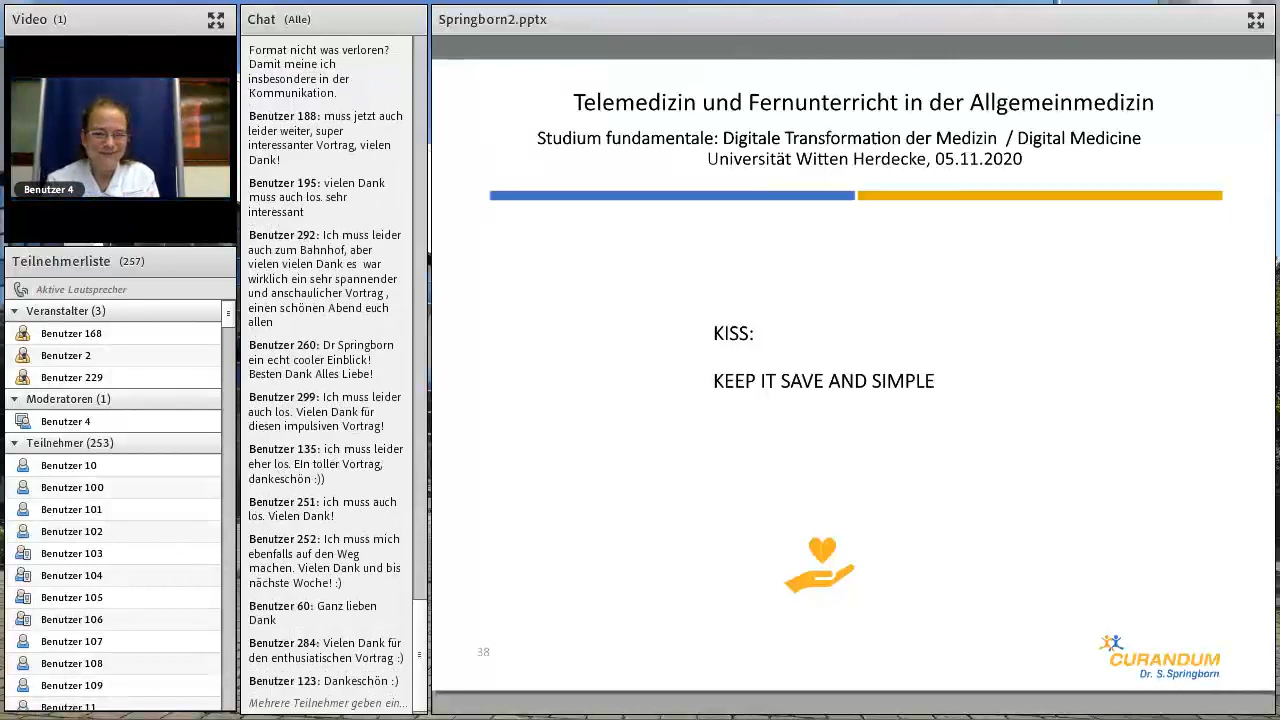 Video (1)
Benutzer 4
Teilnehmerliste (257)
Aktive Lautsprecher
Veranstalter (3)
Benutzer 168
Benutzer 2
Benutzer 229
Moderatoren (1)
Benutzer 4
Teilnehmer (253)
Benutzer 10
Benutzer 100
Benutzer 101
Benutzer 102
Benutzer 103
Benutzer 104
Benutzer 105
Benutzer 106
Benutzer 107
Benutzer 108
Benutzer 109
Benutzer 11
Chat (Alle)
Format nicht was verloren?
Damit meine ich
insbesondere in der
Kommunikation.
Benutzer 188: muss jetzt auch
leider weiter, super
interessanter Vortrag, vielen
Dank!
Benutzer 195: vielen Dank
muss auch los. sehr
interessant
Benutzer 292: Ich muss leider
auch zum Bahnhof, aber
vielen vielen Dank es war
wirklich ein sehr spannender
und anschaulicher Vortrag ,
einen schönen Abend euch
allen
Benutzer 260: Dr Springborn
ein echt cooler Einblick!
Besten Dank Alles Liebe!
Benutzer 299: Ich muss leider
auch los. Vielen Dank für
diesen impulsiven Vortrag!
Benutzer 135: ich muss leider
eher los. EIn toller Vortrag,
dankeschön :))
Benutzer 251: ich muss auch
los. Vielen Dank!
Benutzer 252: Ich muss mich
ebenfalls auf den Weg
machen. Vielen Dank und bis
nächste Woche! :)
Benutzer 60: Ganz lieben
Dank
Benutzer 284: Vielen Dank für
den enthusiatischen Vortrag :)
Benutzer 123: Dankeschön :)
Mehrere Teilnehmer geben ein...
Springborn2.pptx
Telemedizin und Fernunterricht in der Allgemeinmedizin
Studium fundamentale: Digitale Transformation der Medizin / Digital Medicine
Universität Witten Herdecke, 05.11.2020
KISS:
KEEP IT SAVE AND SIMPLE
38
CURANDUM
Dr. S.Springborn